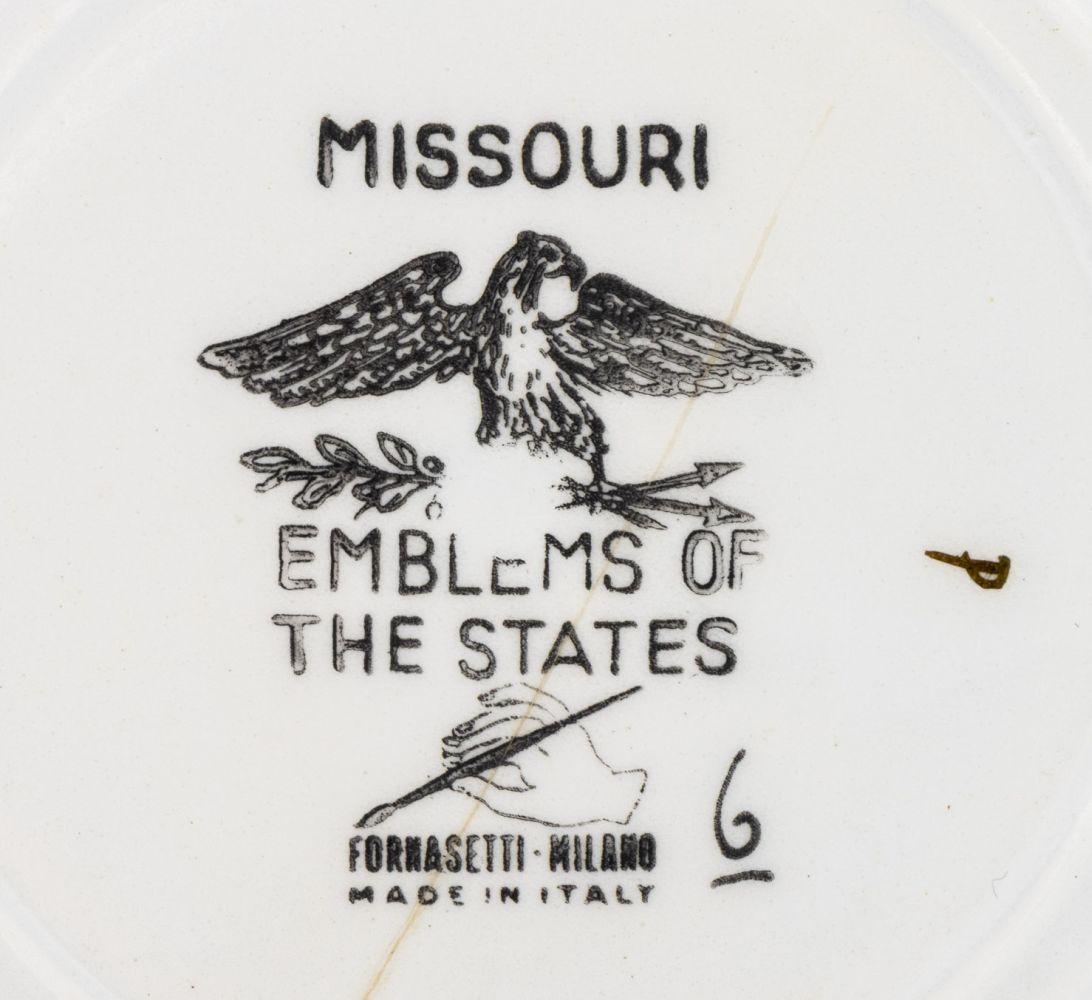 MISSOURI
EMBLEMS OF
THE STATES
FORNASETTI · MILANO
MADE IN ITALY
6